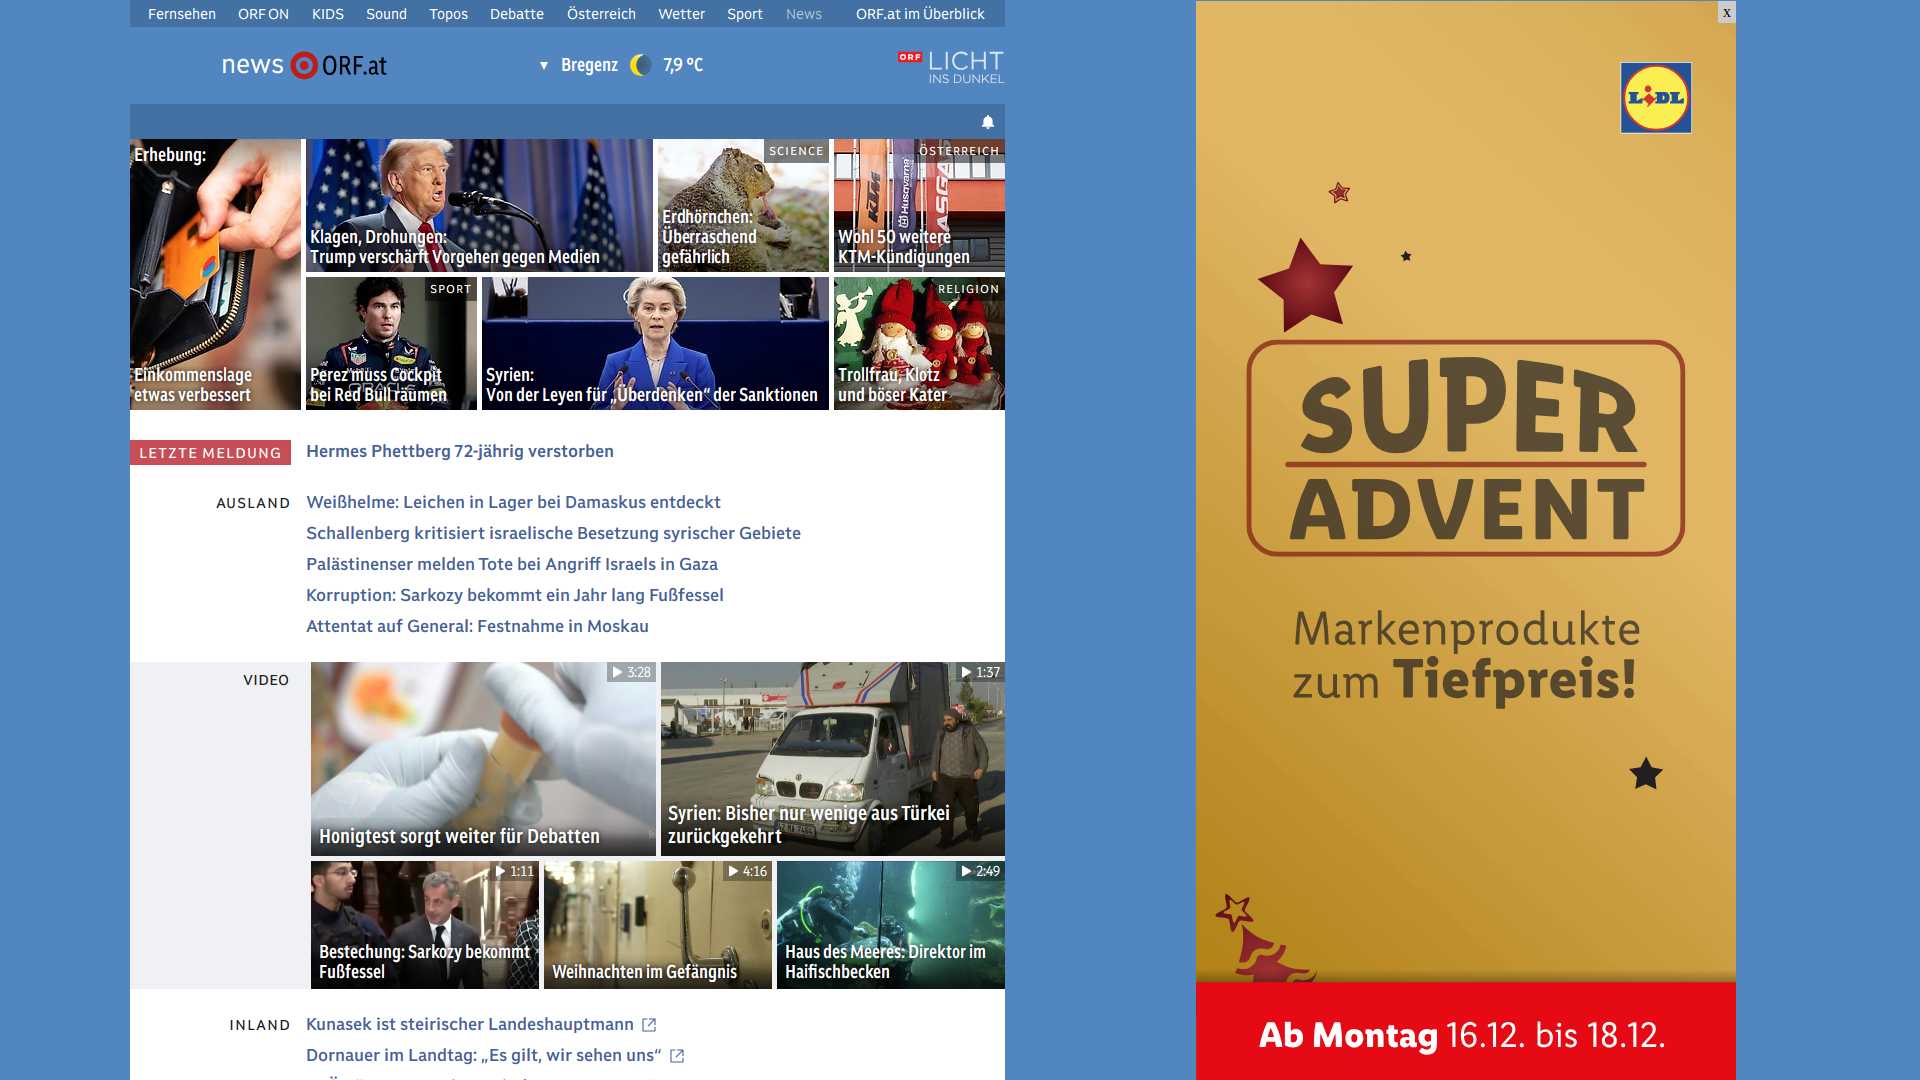 Fernsehen ORF ON KIDS Sound Topos Debatte Österreich Wetter Sport News ORF.at im Überblick
news ORF.at
▼ Bregenz 7,9 °C
ORF LICHT
INS DUNKEL
Erhebung:
Einkommenslage
etwas verbessert
Klagen, Drohungen:
Trump verschärft Vorgehen gegen Medien
SCIENCE
Erdhörnchen:
Überraschend
gefährlich
ÖSTERREICH
KTM
Husqvarna
Wohl 50 weitere
KTM-Kündigungen
SPORT
Perez muss Cockpit
bei Red Bull räumen
Syrien:
Von der Leyen für „Überdenken“ der Sanktionen
RELIGION
Trollfrau, Klotz
und böser Kater
LETZTE MELDUNG
Hermes Phettberg 72-jährig verstorben
AUSLAND
Weißhelme: Leichen in Lager bei Damaskus entdeckt
Schallenberg kritisiert israelische Besetzung syrischer Gebiete
Palästinenser melden Tote bei Angriff Israels in Gaza
Korruption: Sarkozy bekommt ein Jahr lang Fußfessel
Attentat auf General: Festnahme in Moskau
VIDEO
3:28
Honigtest sorgt weiter für Debatten
1:37
Syrien: Bisher nur wenige aus Türkei
zurückgekehrt
1:11
Bestechung: Sarkozy bekommt
Fußfessel
4:16
Weihnachten im Gefängnis
2:49
Haus des Meeres: Direktor im
Haifischbecken
INLAND
Kunasek ist steirischer Landeshauptmann
Dornauer im Landtag: „Es gilt, wir sehen uns“
x
LIDL
SUPER
ADVENT
Markenprodukte
zum Tiefpreis!
Ab Montag 16.12. bis 18.12.